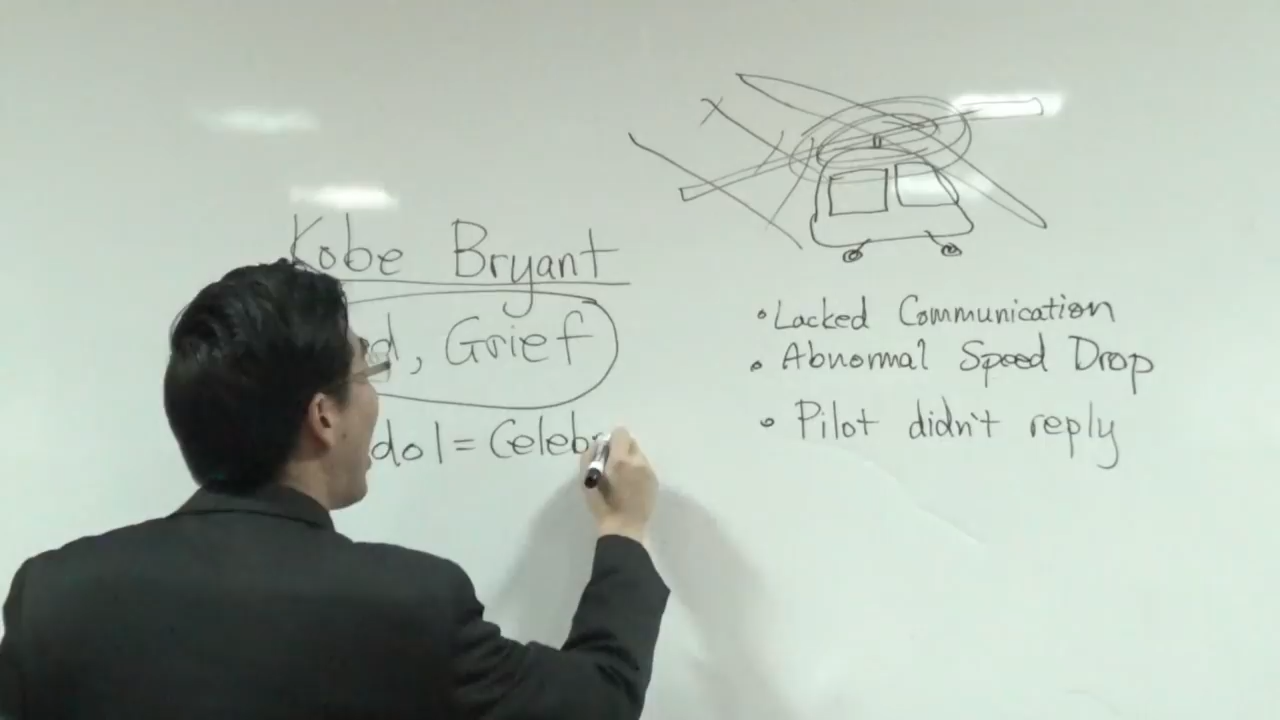 Kobe Bryant
, Grief
dol = Celeb
• Lacked Communication
• Abnormal Speed Drop
• Pilot didn't reply